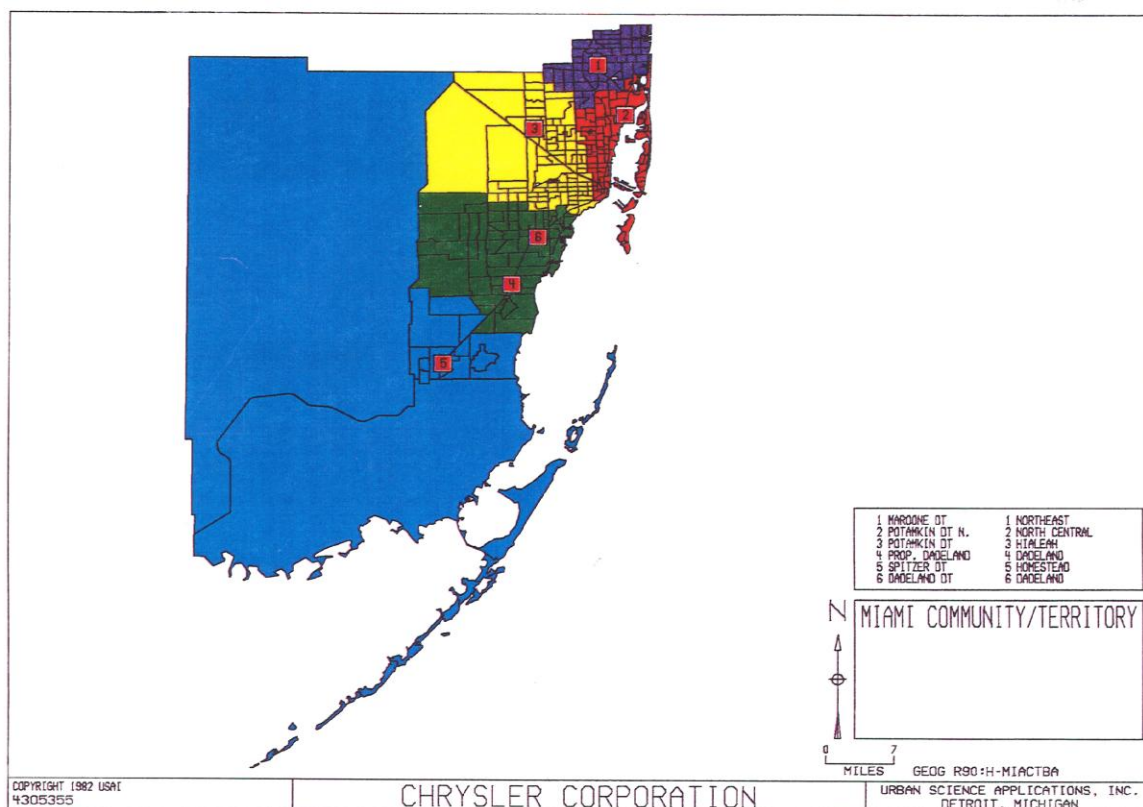 1
2
3
6
4
5
1 MAROONE DT 1 NORTHEAST
2 POTAMKIN DT N. 2 NORTH CENTRAL
3 POTAMKIN DT 3 HIALEAH
4 PROP. DADELAND 4 DADELAND
5 SPITZER DT 5 HOMESTEAD
6 DADELAND DT 6 DADELAND
N
MIAMI COMMUNITY/TERRITORY
0 7
MILES GEOG R90:H-MIACTBA
COPYRIGHT 1982 USAI
4305355
CHRYSLER CORPORATION
URBAN SCIENCE APPLICATIONS, INC.
DETROIT, MICHIGAN